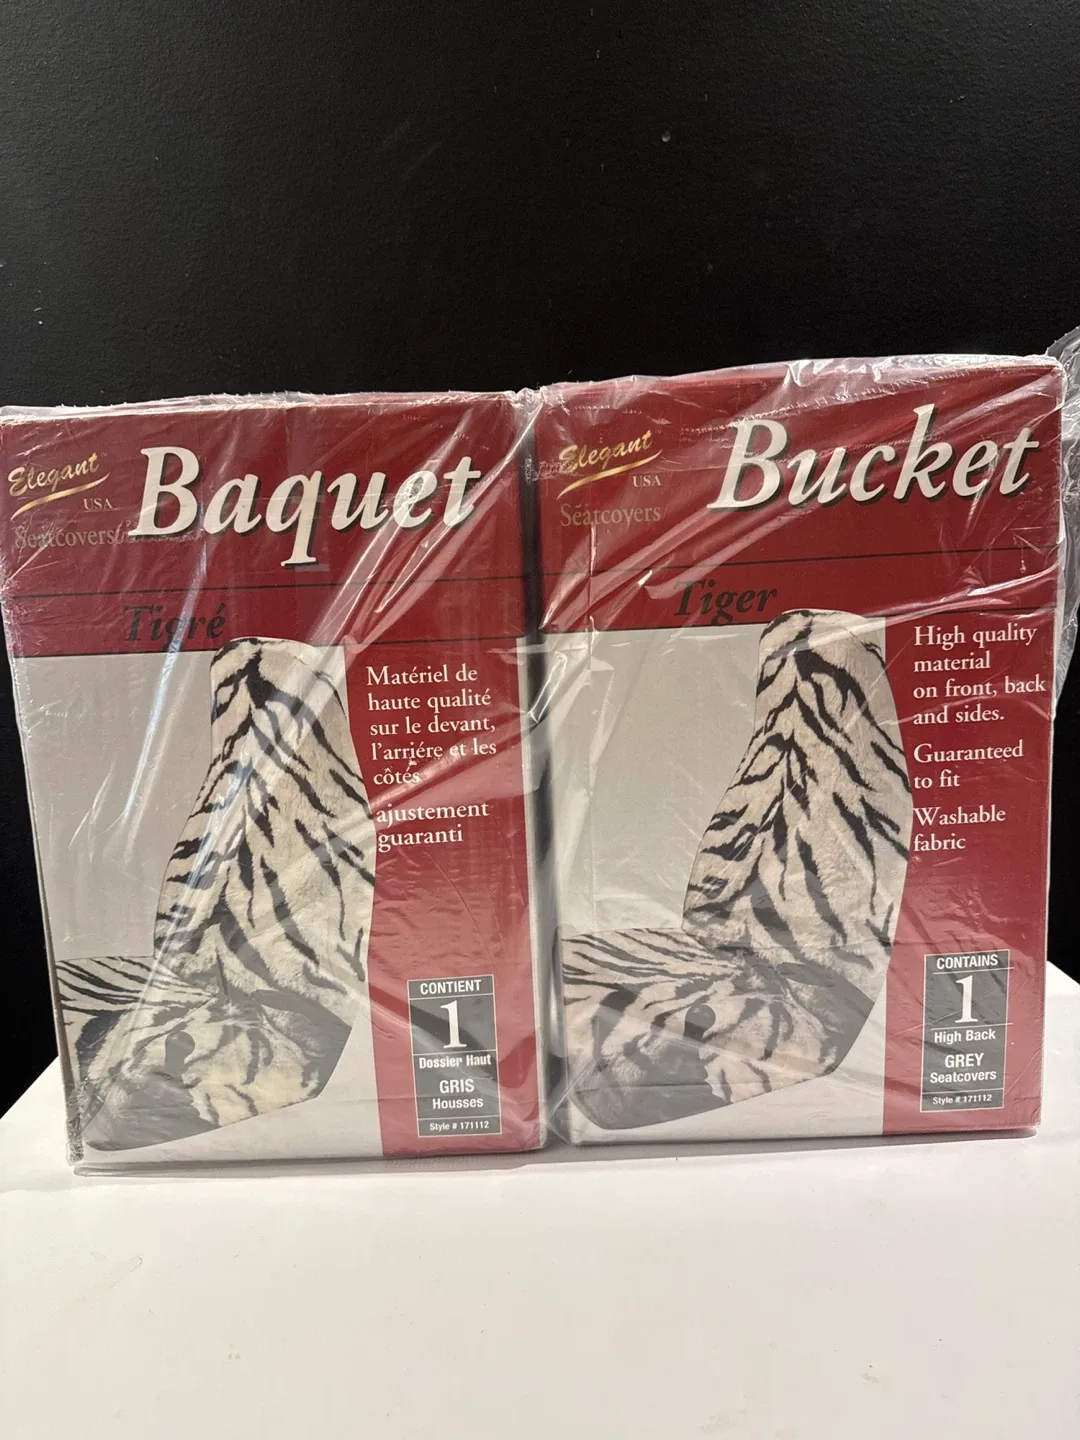 Elegant
USA
Seatcovers
Baquet
Tigré
Matériel de
haute qualité
sur le devant,
l'arriére et les
côtés
ajustement
guaranti
CONTIENT
1
Dossier Haut
GRIS
Housses
Style # 171112
Elegant
USA
Seatcovers
Bucket
Tiger
High quality
material
on front, back
and sides.
Guaranteed
to fit
Washable
fabric
CONTAINS
1
High Back
GREY
Seatcovers
Style # 171112